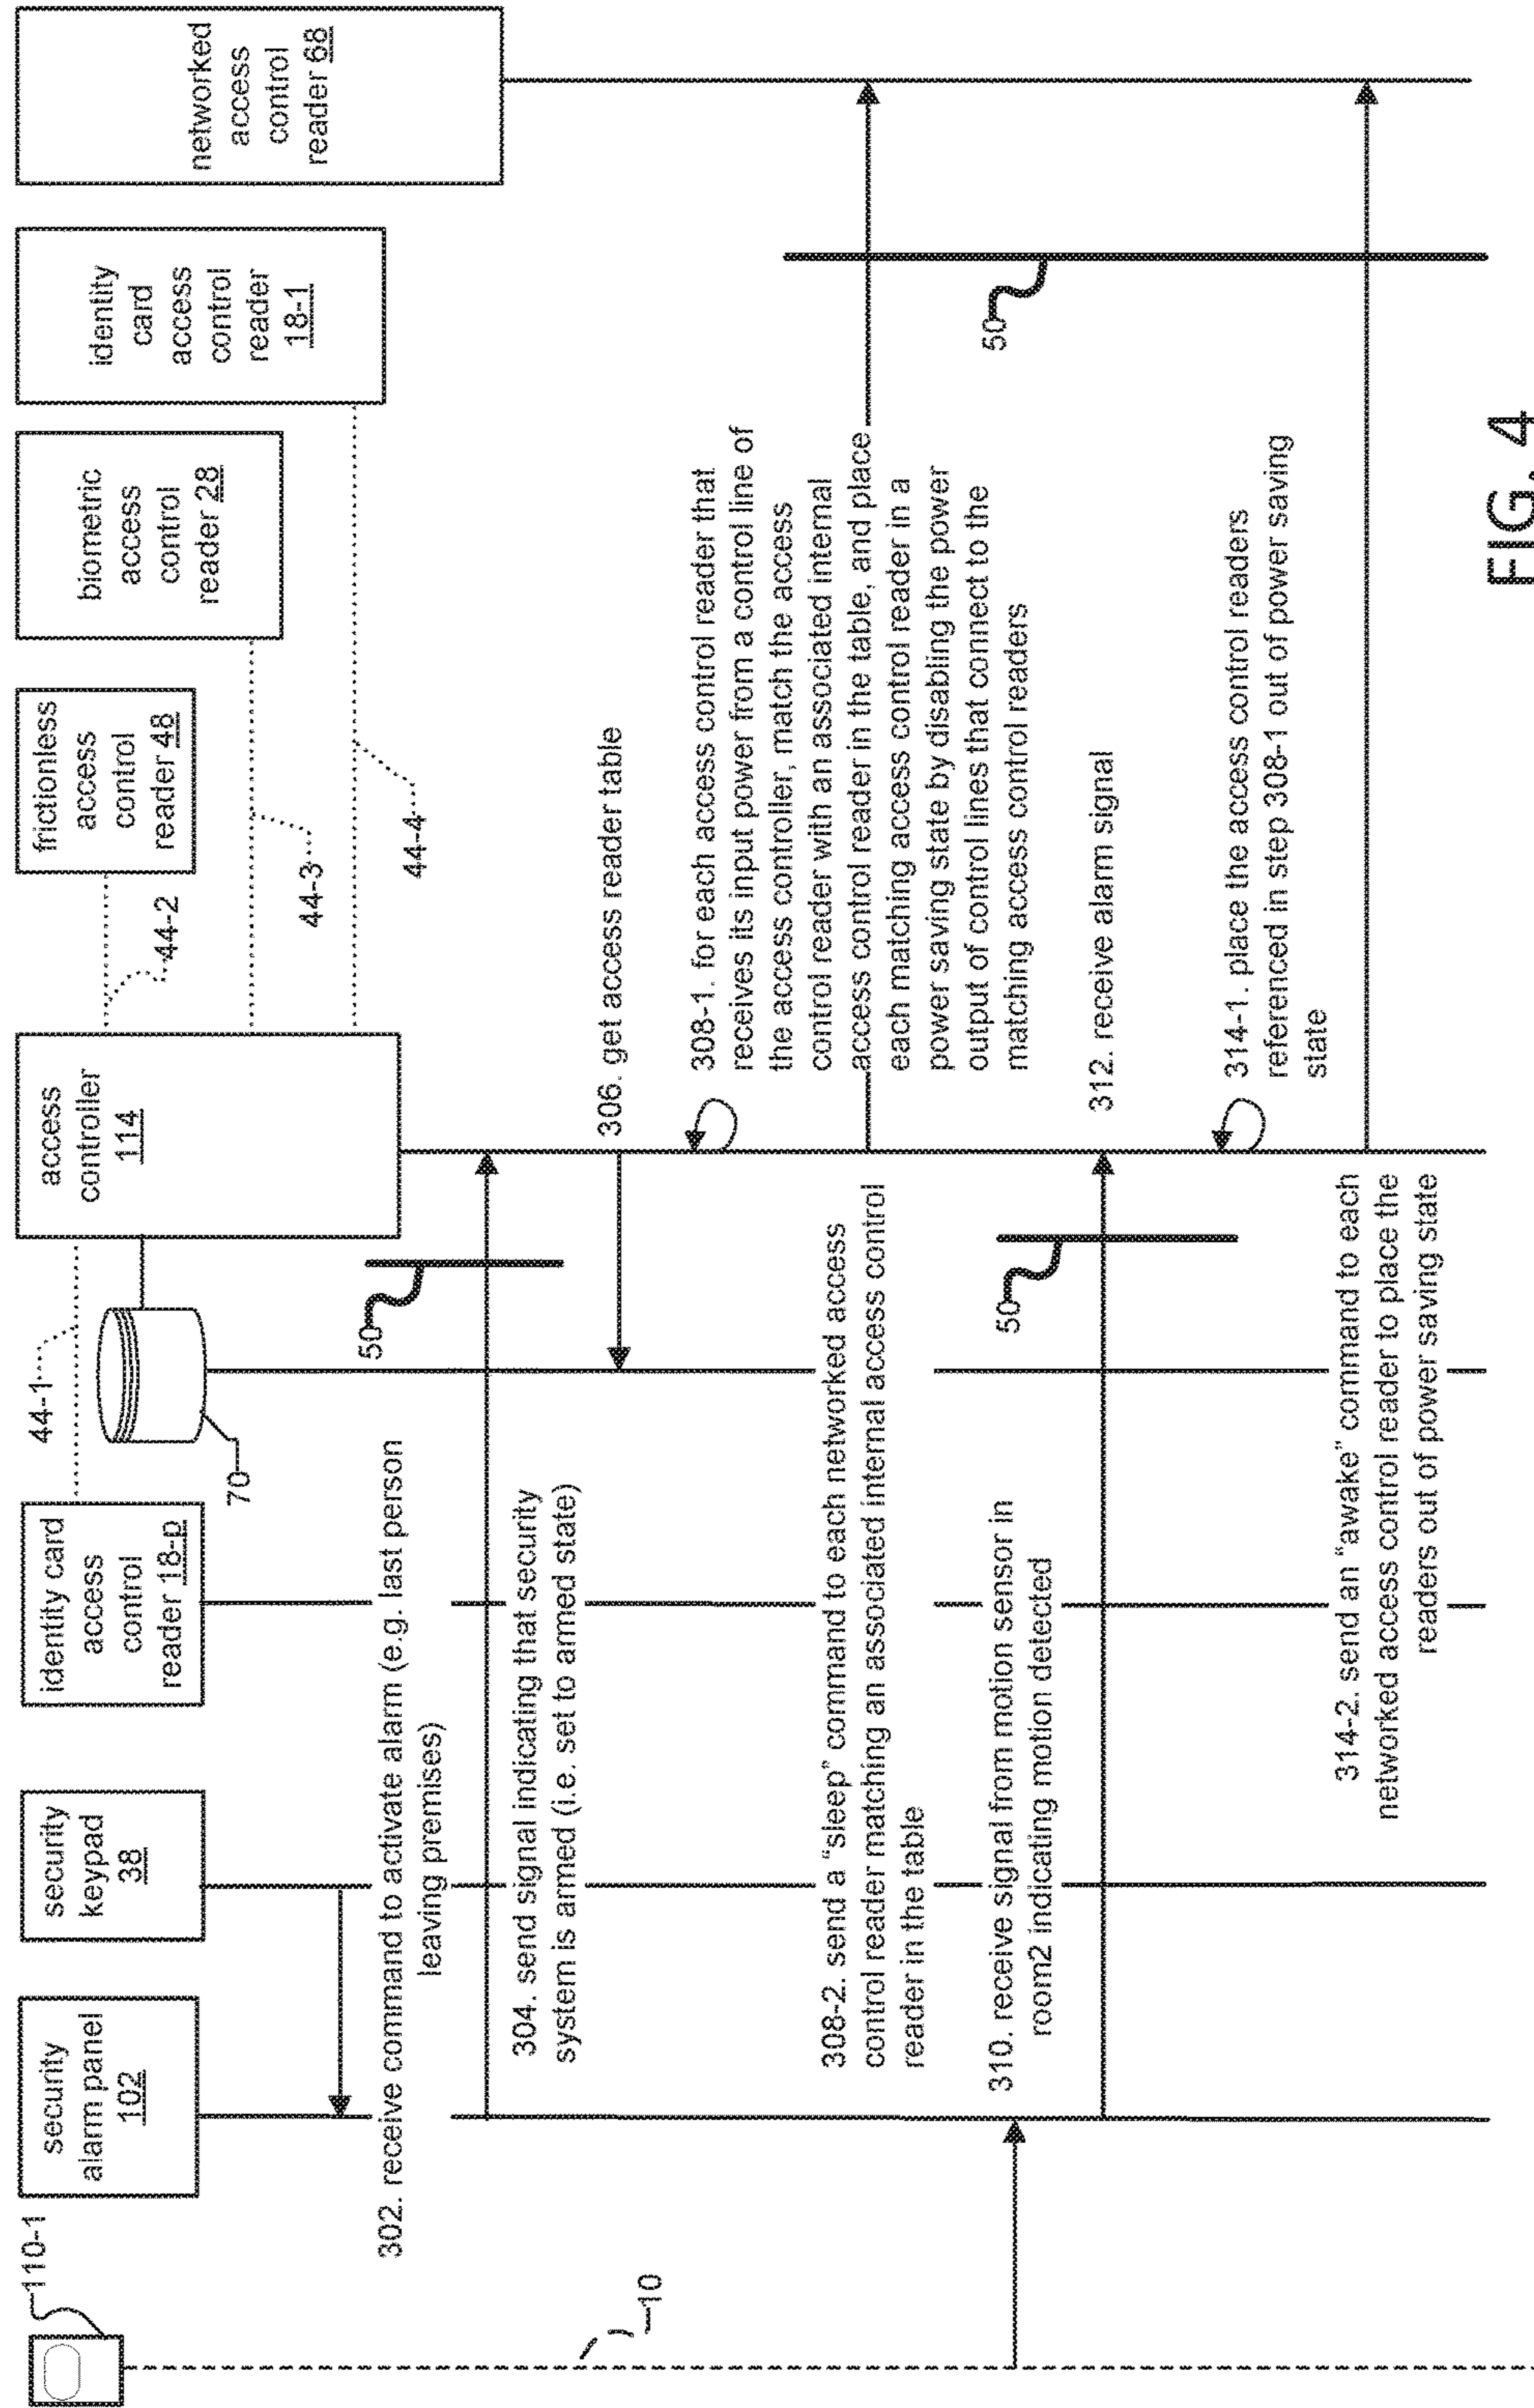 110-1
security
alarm panel
102
security
keypad
38
identity card
access
control
reader 18-p
44-1
70
access
controller
114
44-2
frictionless
access
control
reader 48
44-3
biometric
access
control
reader 28
44-4
identity
card
access
control
reader
18-1
networked
access
control
reader 68
10
302. receive command to activate alarm (e.g. last person
leaving premises)
50
304. send signal indicating that security
system is armed (i.e. set to armed state)
306. get access reader table
308-1. for each access control reader that
receives its input power from a control line of
the access controller, match the access
control reader with an associated internal
access control reader in the table, and place
each matching access control reader in a
power saving state by disabling the power
output of control lines that connect to the
matching access control readers
308-2. send a “sleep” command to each networked access
control reader matching an associated internal access control
reader in the table
50
310. receive signal from motion sensor in
room2 indicating motion detected
50
312. receive alarm signal
314-1. place the access control readers
referenced in step 308-1 out of power saving
state
314-2. send an “awake” command to each
networked access control reader to place the
readers out of power saving state
FIG. 4